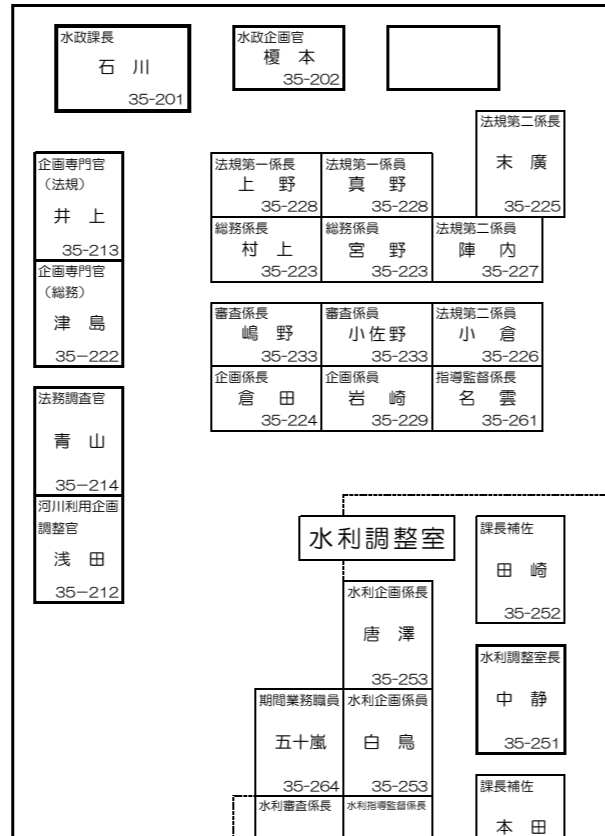 水政課長
石 川
35-201
水政企画官
榎 本
35-202
法規第二係長
末 廣
35-225
企画専門官
（法規）
井 上
35-213
企画専門官
（総務）
津 島
35－222
法規第一係長
上 野
35-228
法規第一係員
真 野
35-228
総務係長
村 上
35-223
総務係員
宮 野
35-223
法規第二係員
陣 内
35-227
審査係長
嶋 野
35-233
審査係員
小佐野
35-233
法規第二係員
小 倉
35-226
企画係長
倉 田
35-224
企画係員
岩 崎
35-229
指導監督係長
名 雲
35-261
法務調査官
青 山
35－214
河川利用企画
調整官
浅 田
35－212
水利調整室
課長補佐
田 崎
35-252
水利企画係長
唐 澤
35-253
水利調整室長
中 静
35-251
期間業務職員
五十嵐
35-264
水利企画係員
白 鳥
35-253
課長補佐
本 田
水利審査係長
水利指導監督係長